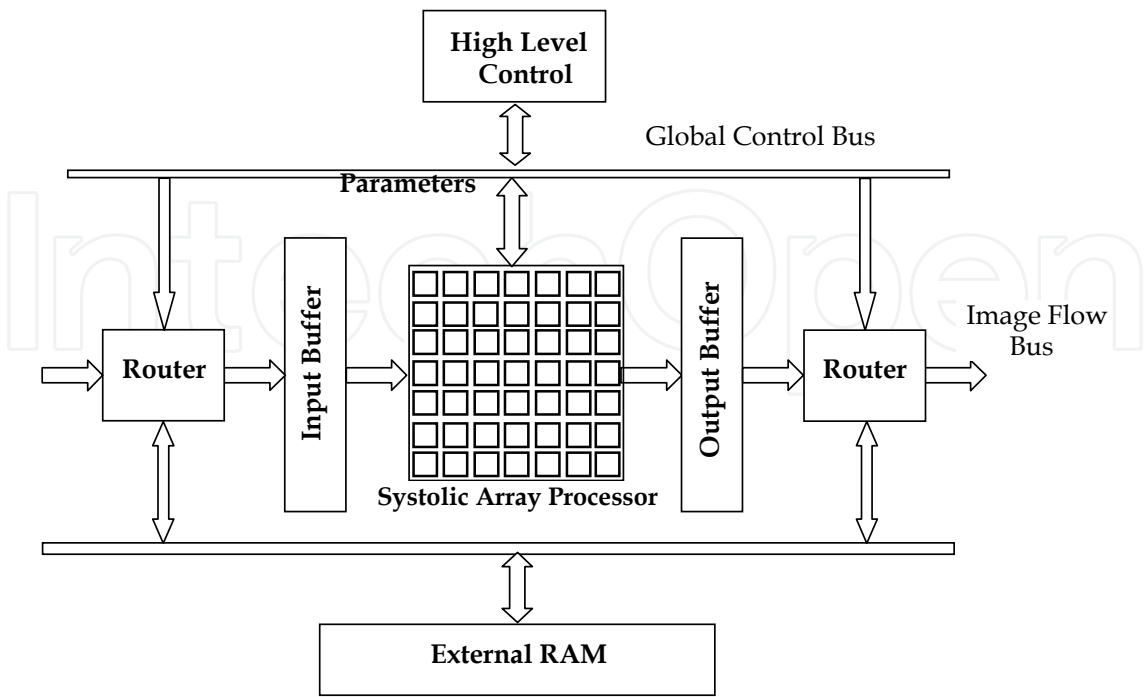 High Level
Control
Global Control Bus
Parameters
IntechOpen
Input Buffer
Output Buffer
Image Flow
Bus
Router
Router
Systolic Array Processor
External RAM